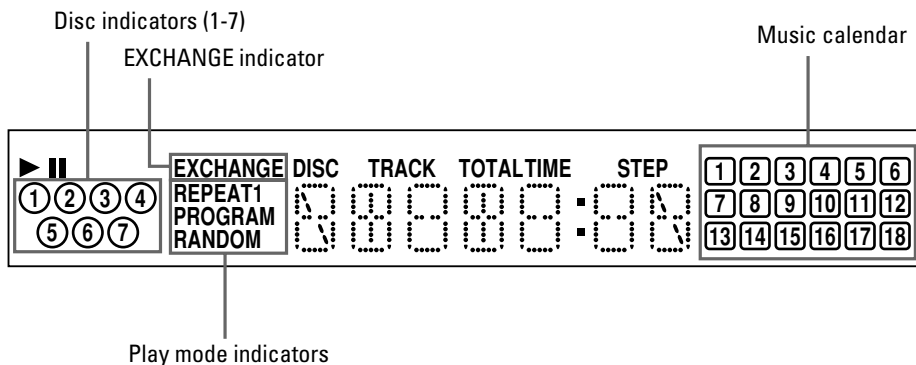 Disc indicators (1-7)
EXCHANGE indicator
Music calendar
EXCHANGE DISC TRACK TOTAL TIME STEP
1 2 3 4 5 6
① ② ③ ④
REPEAT1
7 8 9 10 11 12
PROGRAM
⑤ ⑥ ⑦
RANDOM
13 14 15 16 17 18
Play mode indicators